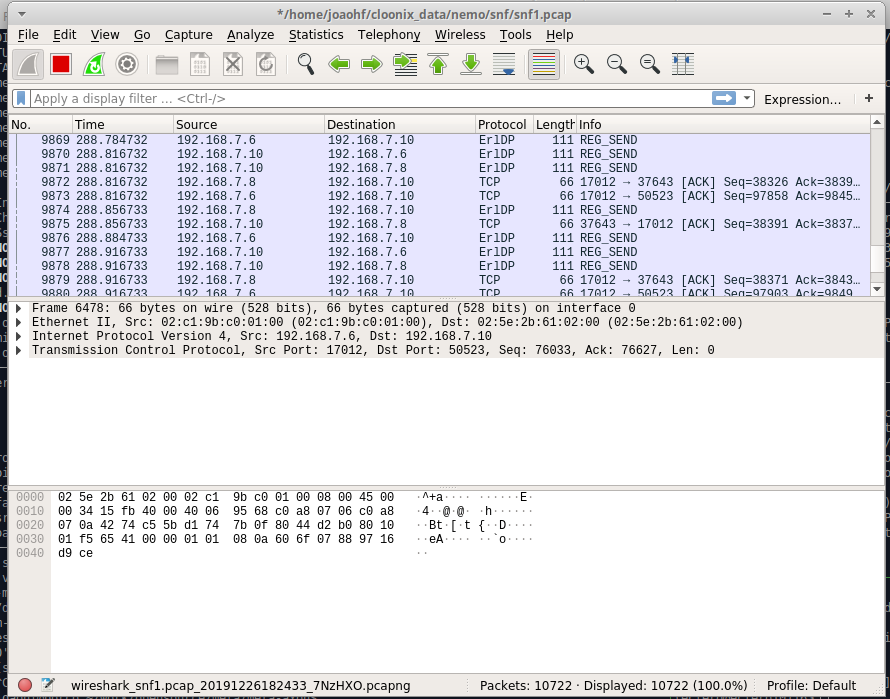 */home/joaohf/cloonix_data/nemo/snf/snf1.pcap
File Edit View Go Capture Analyze Statistics Telephony Wireless Tools Help
Apply a display filter ... <Ctrl-/> Expression... +
No. Time Source Destination Protocol Length Info
9869 288.784732 192.168.7.6 192.168.7.10 ErlDP 111 REG_SEND
9870 288.816732 192.168.7.10 192.168.7.6 ErlDP 111 REG_SEND
9871 288.816732 192.168.7.10 192.168.7.8 ErlDP 111 REG_SEND
9872 288.816732 192.168.7.8 192.168.7.10 TCP 66 17012 → 37643 [ACK] Seq=38326 Ack=3839…
9873 288.816732 192.168.7.6 192.168.7.10 TCP 66 17012 → 50523 [ACK] Seq=97858 Ack=9845…
9874 288.856733 192.168.7.8 192.168.7.10 ErlDP 111 REG_SEND
9875 288.856733 192.168.7.10 192.168.7.8 TCP 66 37643 → 17012 [ACK] Seq=38391 Ack=3837…
9876 288.884733 192.168.7.6 192.168.7.10 ErlDP 111 REG_SEND
9877 288.916733 192.168.7.10 192.168.7.6 ErlDP 111 REG_SEND
9878 288.916733 192.168.7.10 192.168.7.8 ErlDP 111 REG_SEND
9879 288.916733 192.168.7.8 192.168.7.10 TCP 66 17012 → 37643 [ACK] Seq=38371 Ack=3843…
9880 288.916733 192.168.7.6 192.168.7.10 TCP 66 17012 → 50523 [ACK] Seq=97903 Ack=9849…
Frame 6478: 66 bytes on wire (528 bits), 66 bytes captured (528 bits) on interface 0
Ethernet II, Src: 02:c1:9b:c0:01:00 (02:c1:9b:c0:01:00), Dst: 02:5e:2b:61:02:00 (02:5e:2b:61:02:00)
Internet Protocol Version 4, Src: 192.168.7.6, Dst: 192.168.7.10
Transmission Control Protocol, Src Port: 17012, Dst Port: 50523, Seq: 76033, Ack: 76627, Len: 0
0000 02 5e 2b 61 02 00 02 c1 9b c0 01 00 08 00 45 00 ·^+a···· ······E·
0010 00 34 15 fb 40 00 40 06 95 68 c0 a8 07 06 c0 a8 ·4··@·@· ·h······
0020 07 0a 42 74 c5 5b d1 74 7b 0f 80 44 d2 b0 80 10 ··Bt·[·t {··D····
0030 01 f5 65 41 00 00 01 01 08 0a 60 6f 07 88 97 16 ··eA···· ··`o····
0040 d9 ce ··
wireshark_snf1.pcap_20191226182433_7NzHXO.pcapng Packets: 10722 · Displayed: 10722 (100.0%) Profile: Default